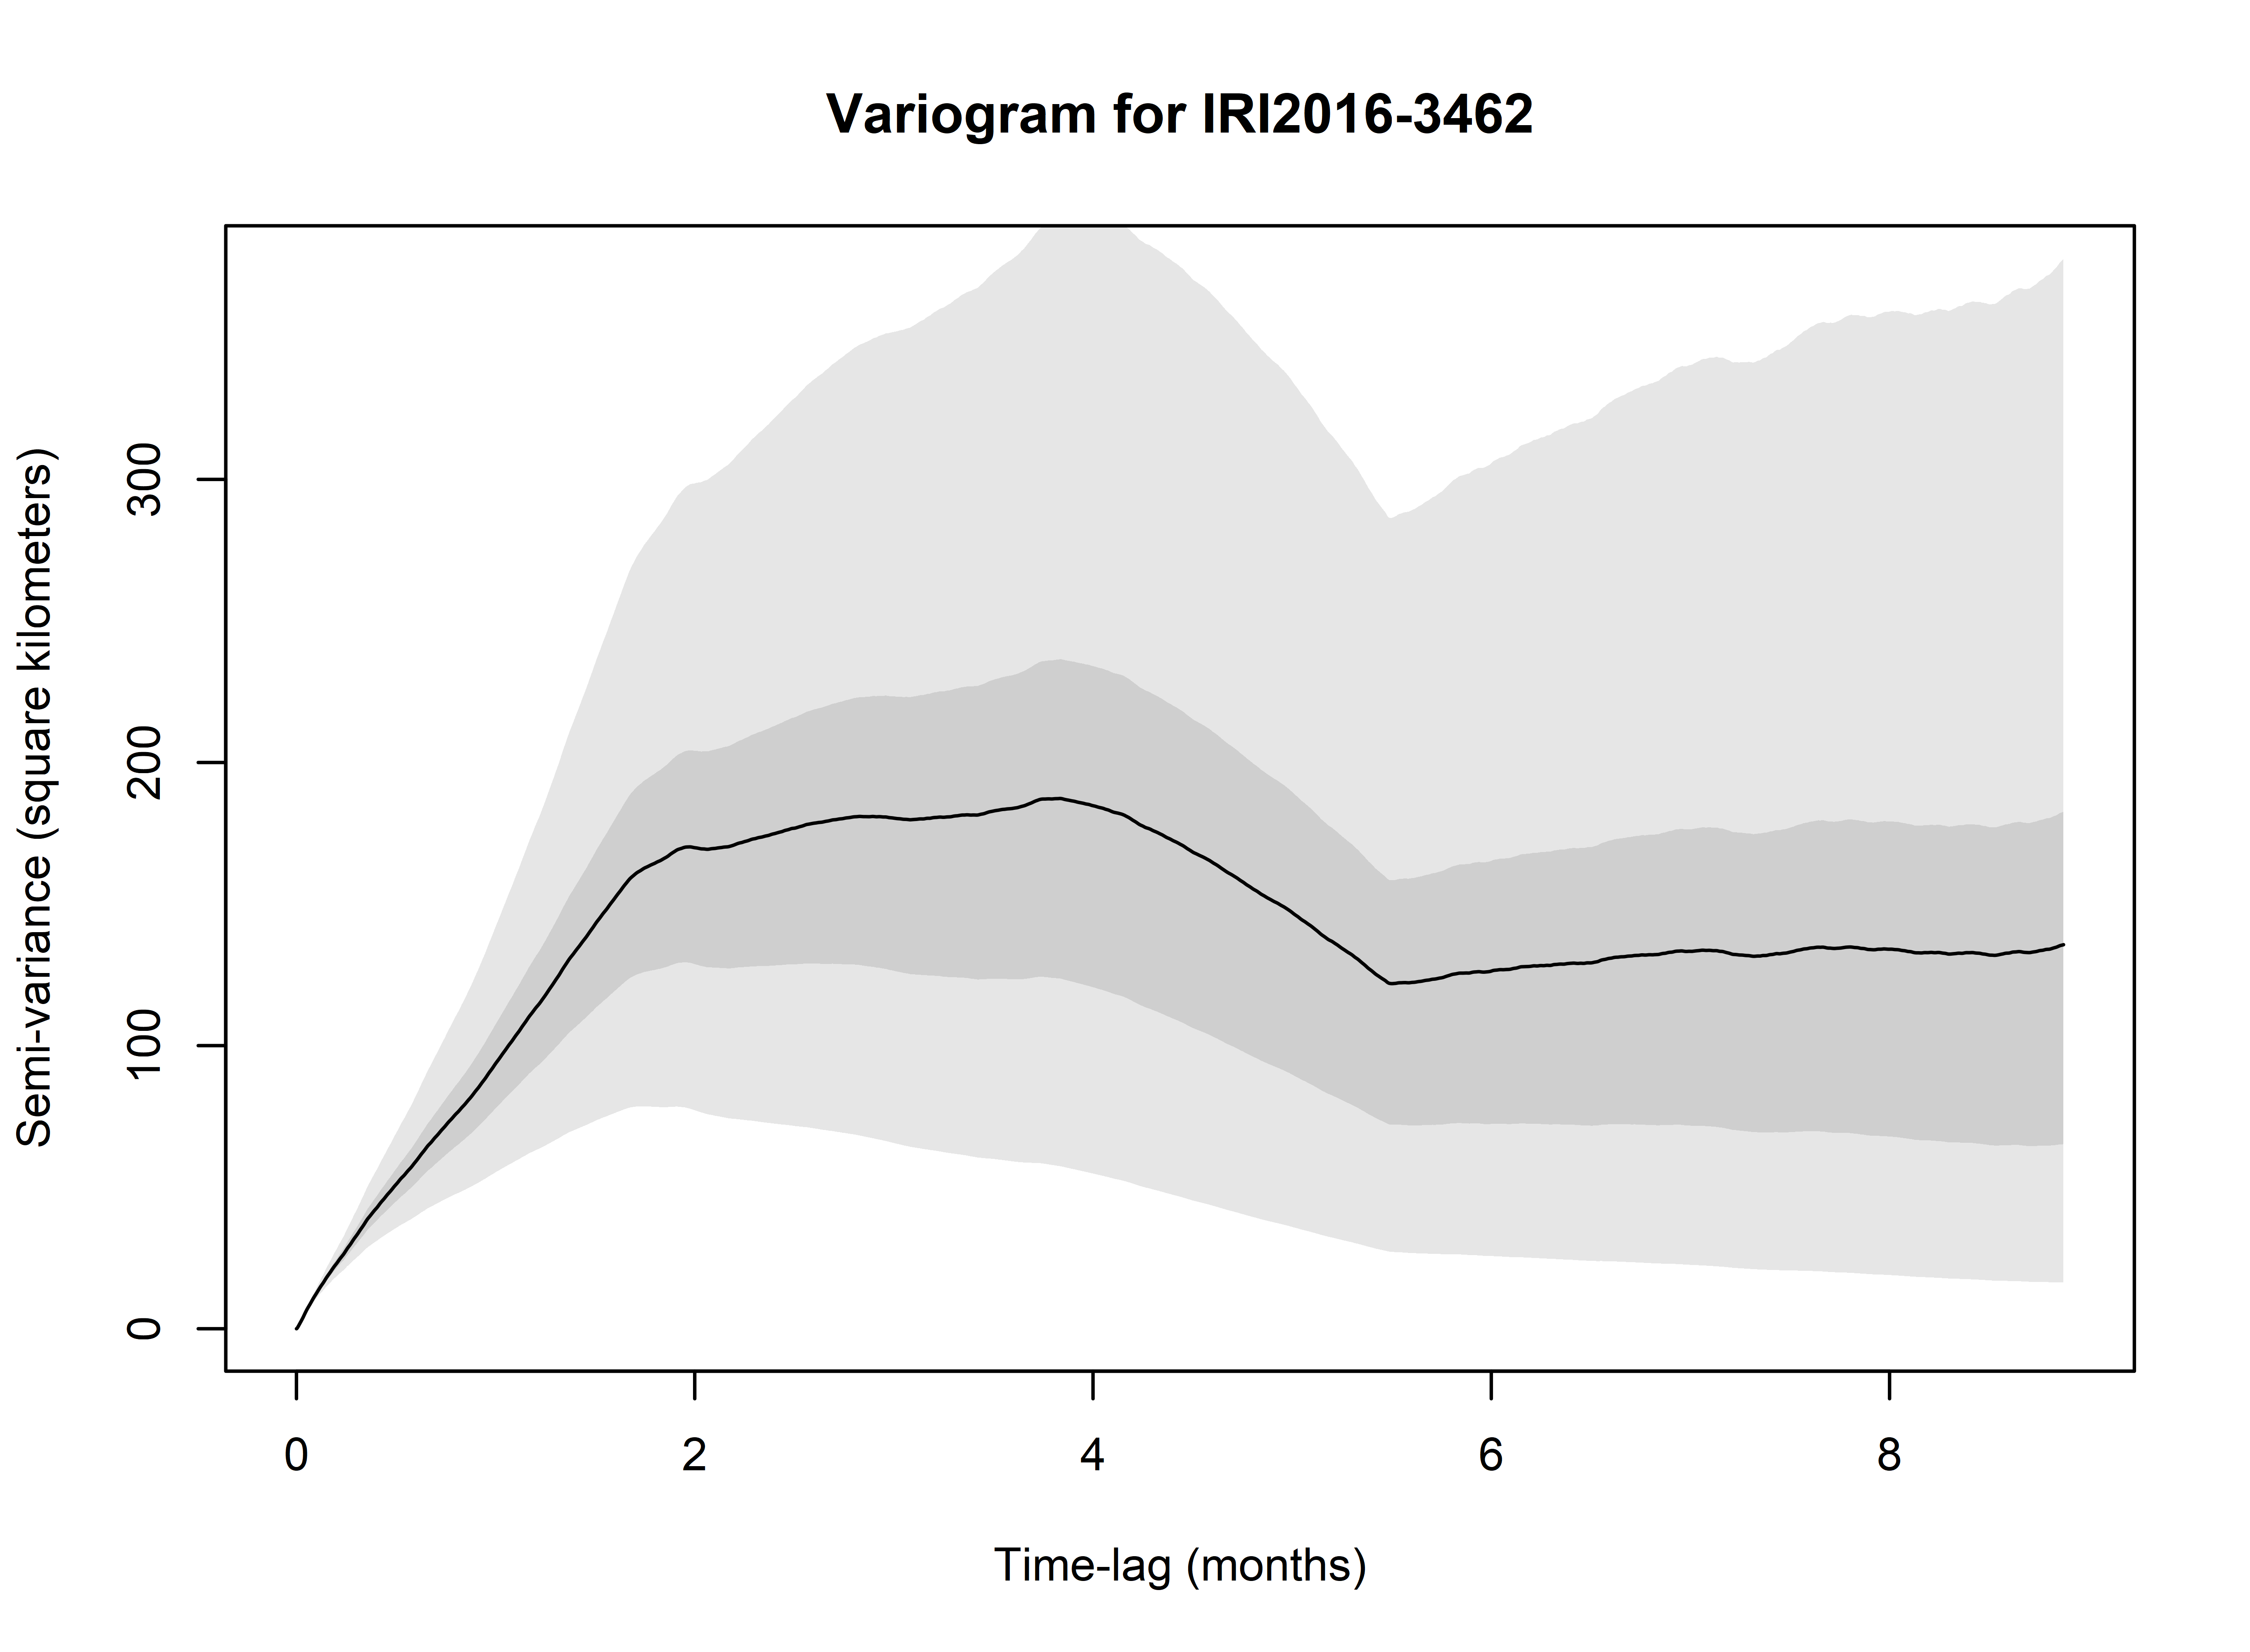 Variogram for IRI2016-3462
Semi-variance (square kilometers)
300
200
100
0
0 2 4 6 8
Time-lag (months)